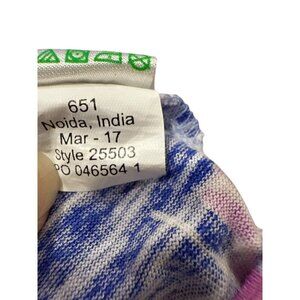 651
Noida, India
Mar - 17
Style 25503
PO 046564 1